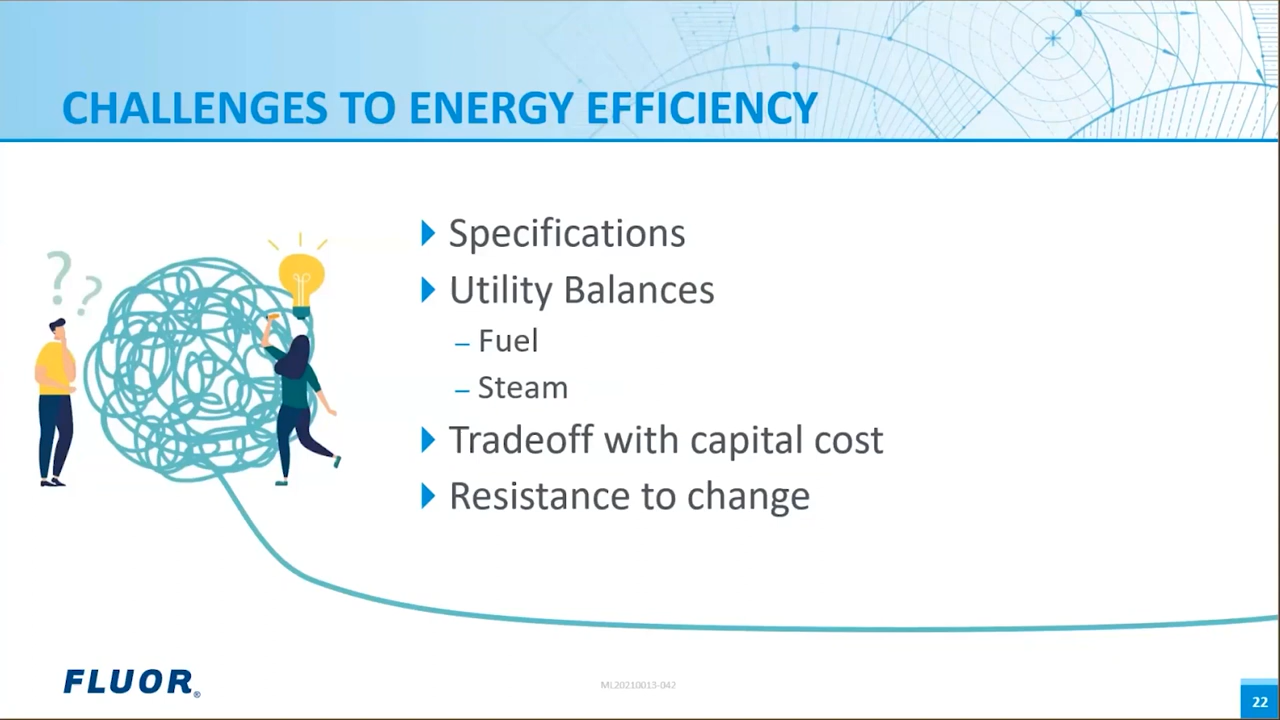 CHALLENGES TO ENERGY EFFICIENCY
? ?
Specifications
Utility Balances
– Fuel
– Steam
Tradeoff with capital cost
Resistance to change
FLUOR®
ML20210013-042
22